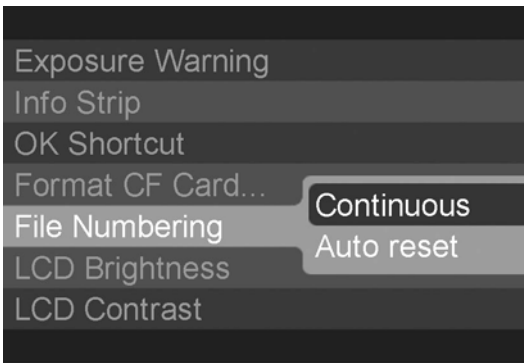 Exposure Warning
Info Strip
OK Shortcut
Format CF Card...
File Numbering
Continuous
Auto reset
LCD Brightness
LCD Contrast